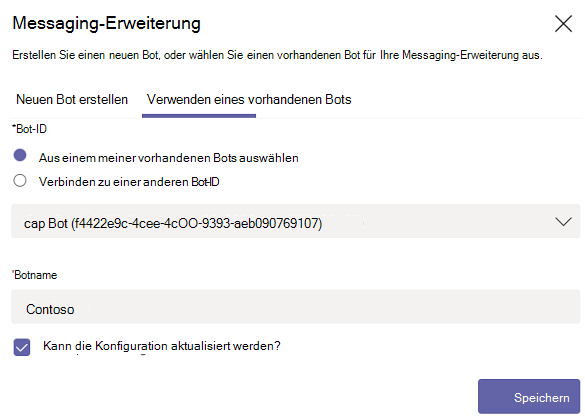 Messaging-Erweiterung
Erstellen Sie einen neuen Bot, oder wählen Sie einen vorhandenen Bot für Ihre Messaging-Erweiterung aus.
Neuen Bot erstellen Verwenden eines vorhandenen Bots
*Bot-ID
Aus einem meiner vorhandenen Bots auswählen
Verbinden zu einer anderen Bot-ID
cap Bot (f4422e9c-4cee-4cOO-9393-aeb090769107)
*Botname
Contoso
Kann die Konfiguration aktualisiert werden?
Speichern